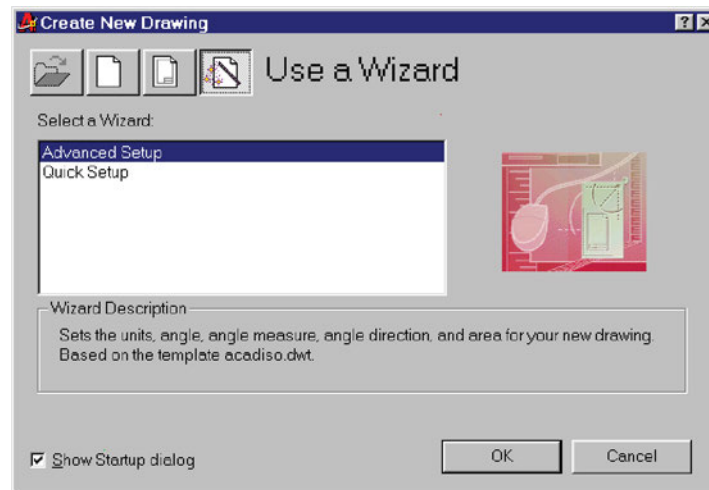 Create New Drawing
Use a Wizard
Select a Wizard:
Advanced Setup
Quick Setup
Wizard Description
Sets the units, angle, angle measure, angle direction, and area for your new drawing.
Based on the template acadiso.dwt.
Show Startup dialog
OK
Cancel